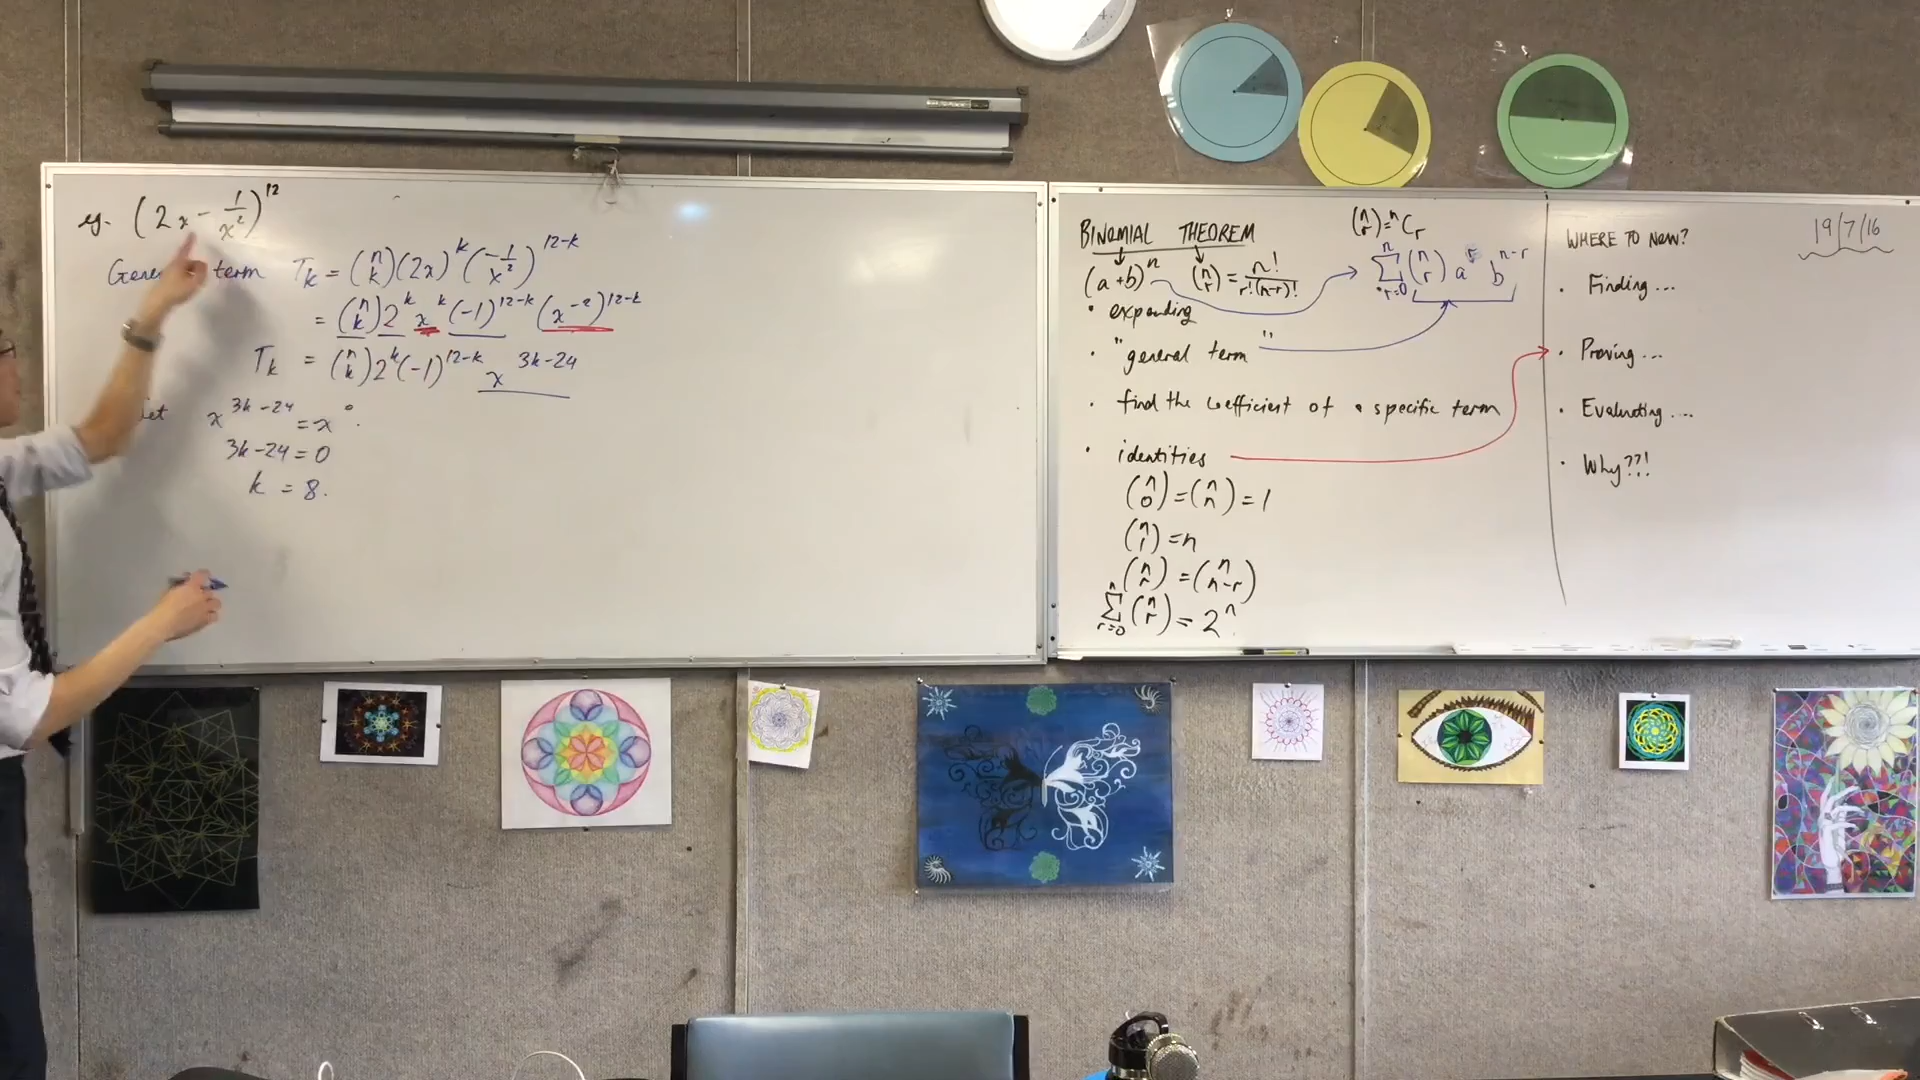 eg. (2x - 1/x²)^12
General term T_k = (n k)(2x)^k (-1/x²)^12-k
= (n k) 2^k x^k (-1)^12-k (x^-2)^12-k
T_k = (n k) 2^k (-1)^12-k x^3k-24
Let x^3k-24 = x^0.
3k-24 = 0
k = 8.
BINOMIAL THEOREM
(n r) = nCr
(a+b)^n (n r) = n!/r!(n-r)!
n Σ r=0 (n r) a^r b^n-r
• expanding
• "general term"
• find the coefficient of a specific term
• identities
(n 0) = (n n) = 1
(n 1) = n
(n r) = (n n-r)
n Σ r=0 (n r) = 2^n.
WHERE TO NOW?
• Finding...
• Proving...
• Evaluating....
• Why??!
19/7/16